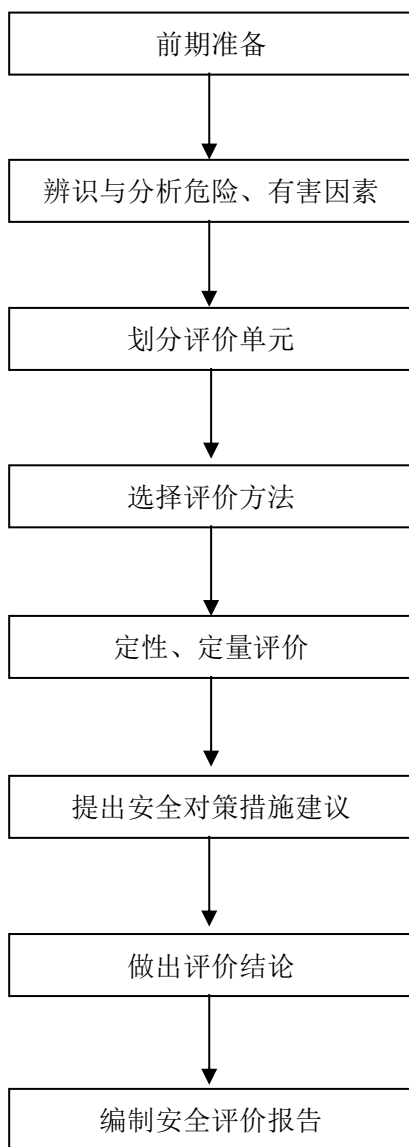 前期准备
辨识与分析危险、有害因素
划分评价单元
选择评价方法
定性、定量评价
提出安全对策措施建议
做出评价结论
编制安全评价报告